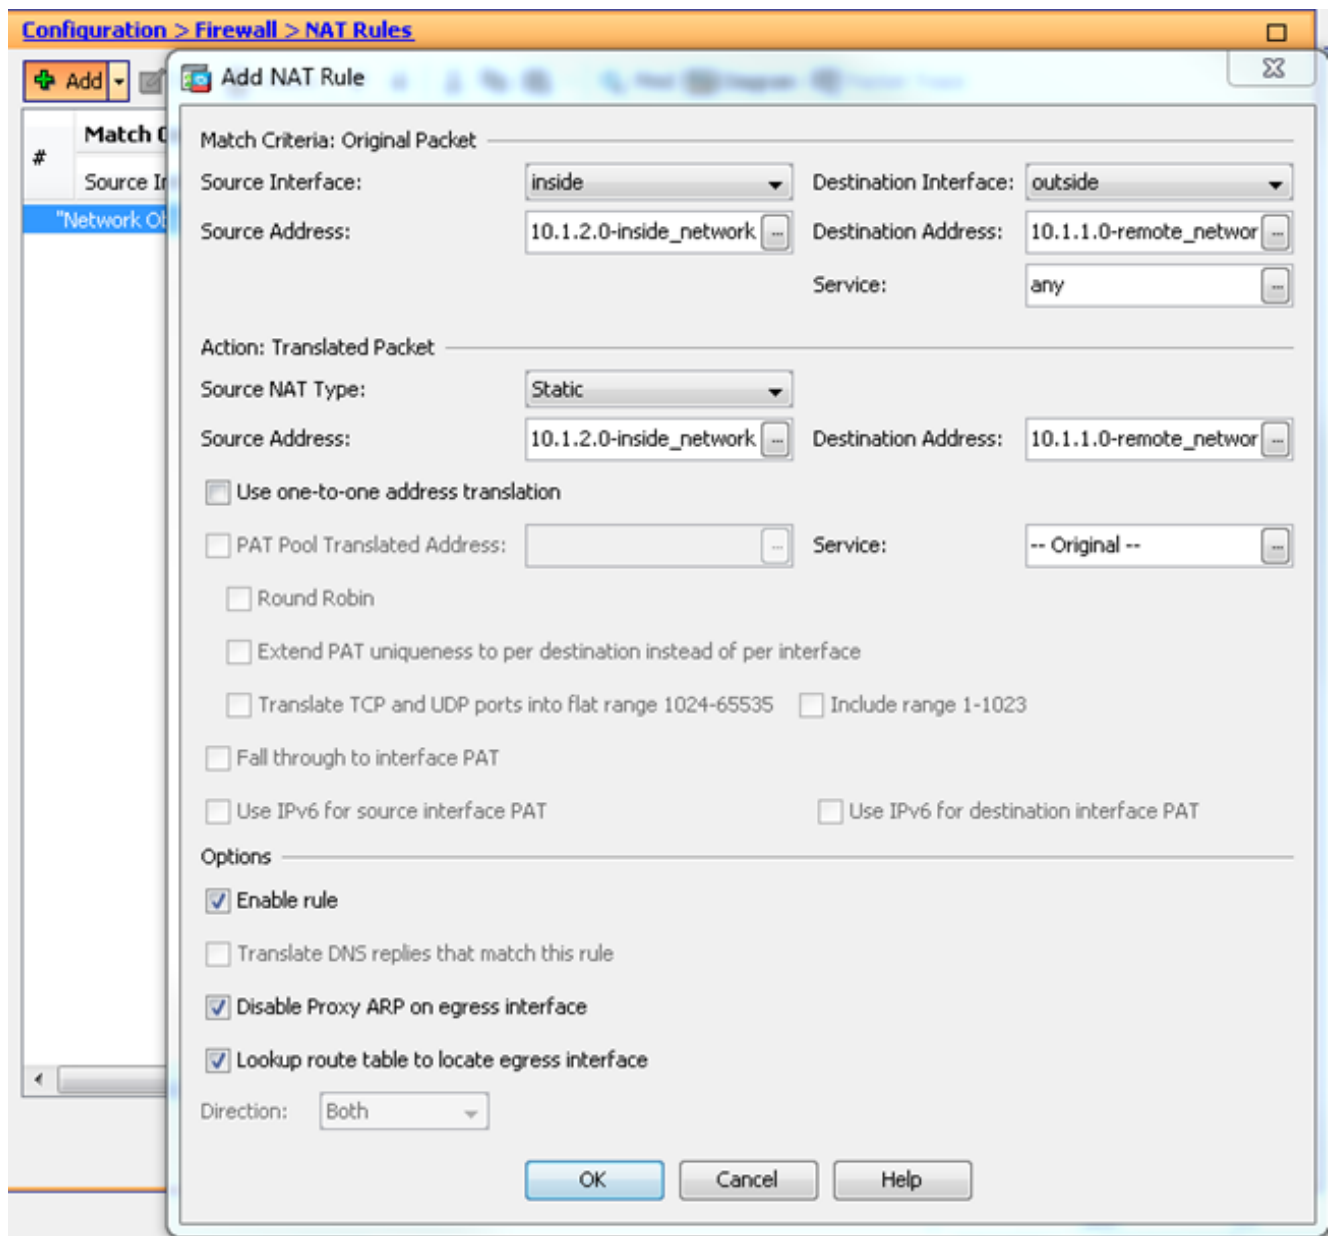 Configuration > Firewall > NAT Rules
Add
Add NAT Rule
#
Match
Source
"Network
Match Criteria: Original Packet
Source Interface: inside Destination Interface: outside
Source Address: 10.1.2.0-inside_network Destination Address: 10.1.1.0-remote_networ
Service: any
Action: Translated Packet
Source NAT Type: Static
Source Address: 10.1.2.0-inside_network Destination Address: 10.1.1.0-remote_networ
Use one-to-one address translation
PAT Pool Translated Address: Service: -- Original --
Round Robin
Extend PAT uniqueness to per destination instead of per interface
Translate TCP and UDP ports into flat range 1024-65535 Include range 1-1023
Fall through to interface PAT
Use IPv6 for source interface PAT Use IPv6 for destination interface PAT
Options
Enable rule
Translate DNS replies that match this rule
Disable Proxy ARP on egress interface
Lookup route table to locate egress interface
Direction: Both
OK Cancel Help